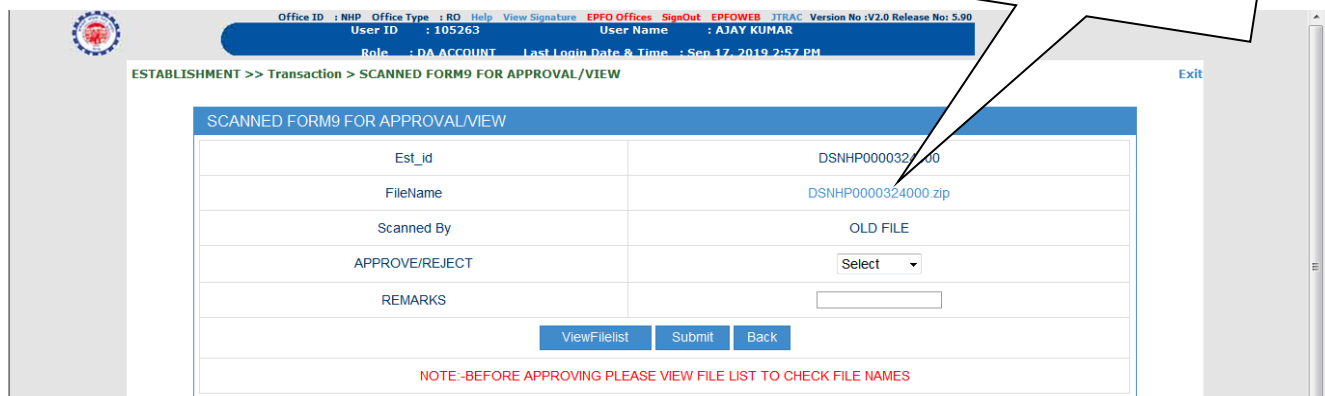 Office ID : NHP Office Type : RO Help View Signature EPFO Offices SignOut EPFOWEB JTRAC Version No :V2.0 Release No: 5.90
User ID : 105263 User Name : AJAY KUMAR
Role : DA ACCOUNT Last Login Date & Time : Sep 17, 2019 2:57 PM
ESTABLISHMENT >> Transaction > SCANNED FORM9 FOR APPROVAL/VIEW Exit
SCANNED FORM9 FOR APPROVAL/VIEW
Est_id DSNHP0000324000
FileName DSNHP0000324000.zip
Scanned By OLD FILE
APPROVE/REJECT Select
REMARKS
ViewFilelist Submit Back
NOTE:-BEFORE APPROVING PLEASE VIEW FILE LIST TO CHECK FILE NAMES